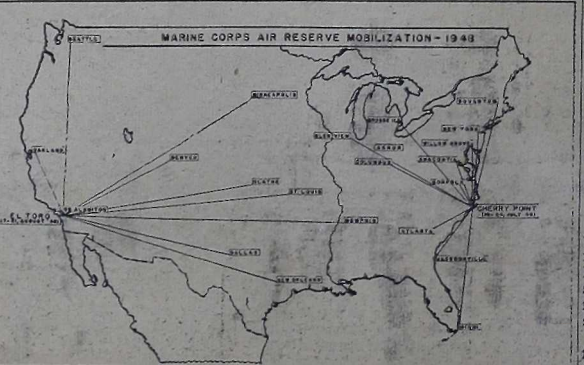 MARINE CORPS AIR RESERVE MOBILIZATION - 1948
SEATTLE
MINNEAPOLIS
SQUANTUM
GROSSE ILE
NEW YORK
OAKLAND
GLENVIEW
WILLOW GROVE
AKRON
DENVER
COLUMBUS
ANACOSTIA
OLATHE
NORFOLK
ST. LOUIS
LOS ALAMITOS
CHERRY POINT
EL TORO
MEMPHIS
ATLANTA
DALLAS
JACKSONVILLE
NEW ORLEANS
MIAMI